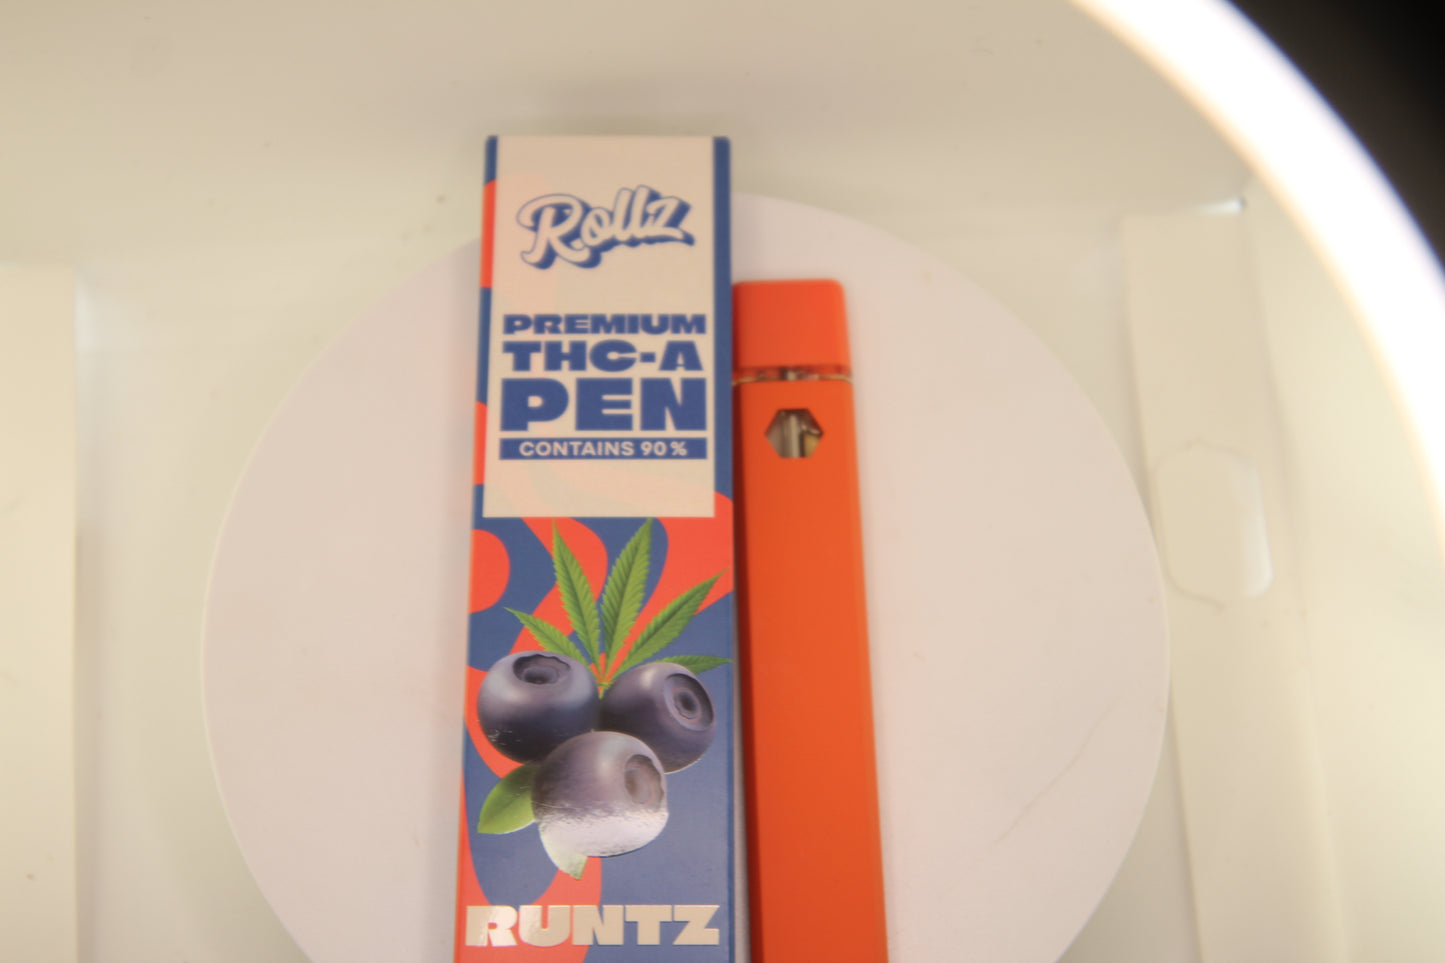 Rollz
PREMIUM
THC-A
PEN
CONTAINS 90%
RUNTZ